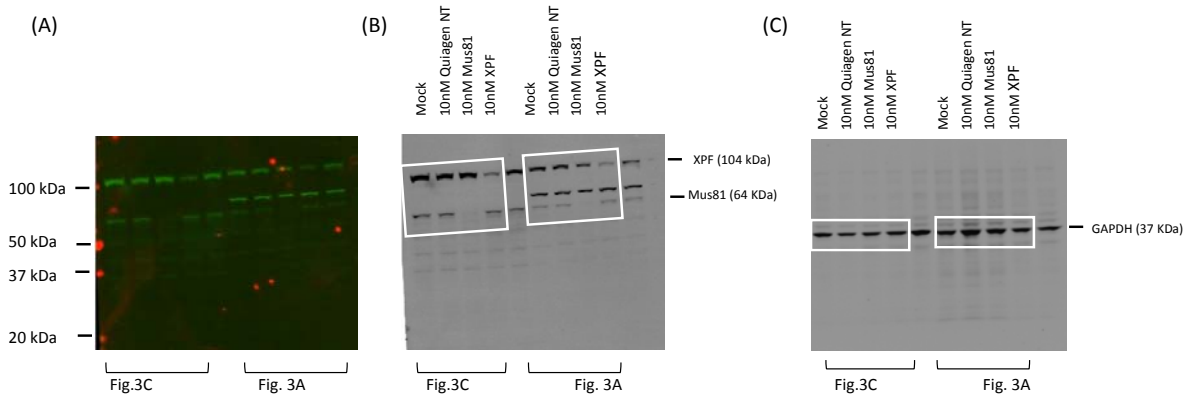 (A)
(B)
(C)
Mock
10nM Quiagen NT
10nM Mus81
10nM XPF
Mock
10nM Quiagen NT
10nM Mus81
10nM XPF
Mock
10nM Quiagen NT
10nM Mus81
10nM XPF
Mock
10nM Quiagen NT
10nM Mus81
10nM XPF
100 kDa
50 kDa
37 kDa
20 kDa
XPF (104 kDa)
Mus81 (64 KDa)
GAPDH (37 KDa)
Fig.3C
Fig. 3A
Fig.3C
Fig. 3A
Fig.3C
Fig. 3A